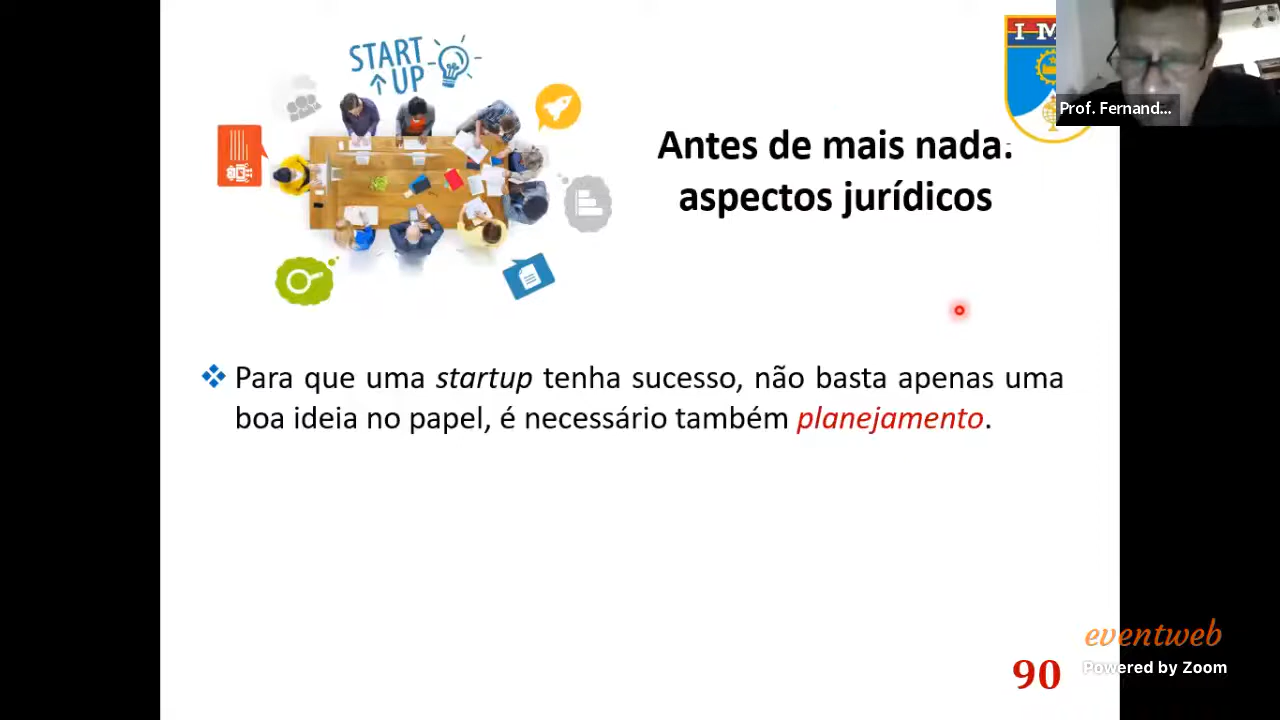 START
UP
I M
Prof. Fernand...
Antes de mais nada:
aspectos jurídicos
Para que uma startup tenha sucesso, não basta apenas uma
boa ideia no papel, é necessário também planejamento.
eventweb
Powered by Zoom
90